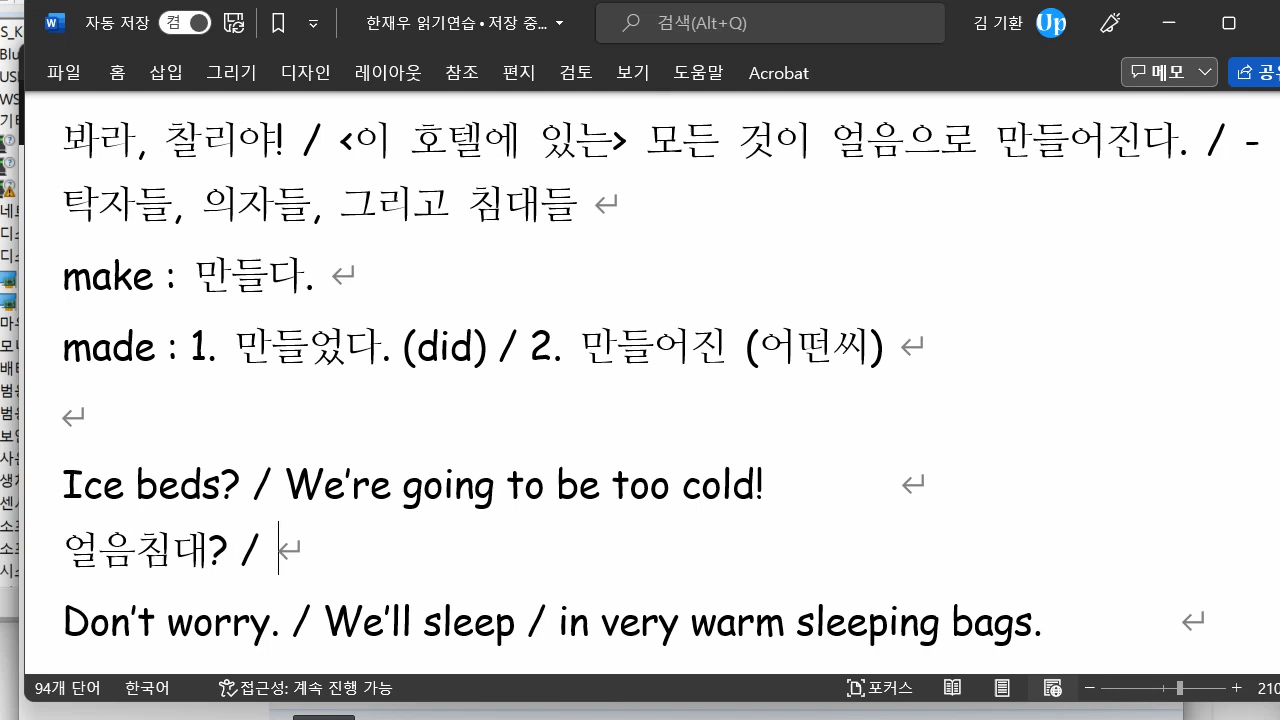 자동 저장 켬 한재우 읽기연습 • 저장 중... 검색(Alt+Q) 김 기환 Up
파일 홈 삽입 그리기 디자인 레이아웃 참조 편지 검토 보기 도움말 Acrobat 메모
봐라, 찰리야! / <이 호텔에 있는> 모든 것이 얼음으로 만들어진다. / -
탁자들, 의자들, 그리고 침대들
make : 만들다.
made : 1. 만들었다. (did) / 2. 만들어진 (어떤씨)
Ice beds? / We're going to be too cold!
얼음침대? /
Don't worry. / We'll sleep / in very warm sleeping bags.
94개 단어 한국어 접근성: 계속 진행 가능 포커스 210